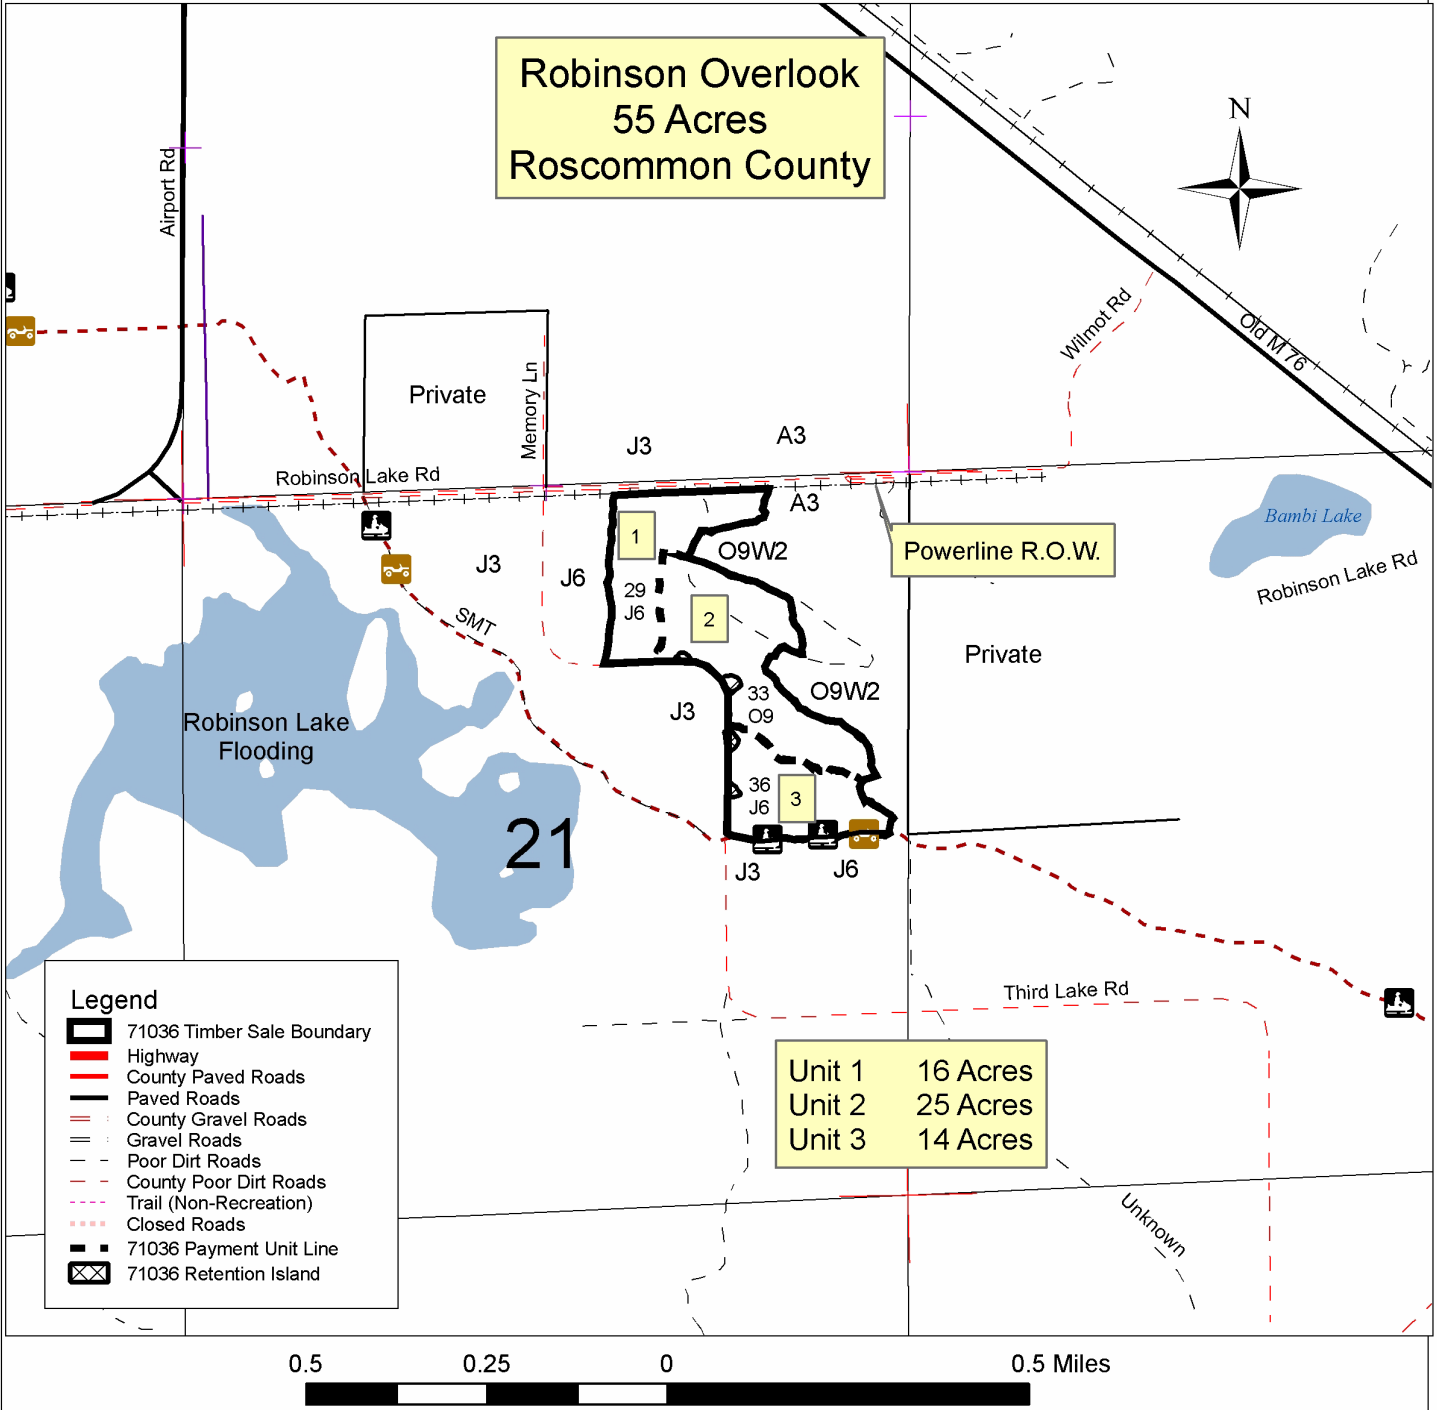 Robinson Overlook
55 Acres
Roscommon County
N
Airport Rd
Wilmot Rd
Old M 76
Private
Memory Ln
J3
A3
Robinson Lake Rd
A3
1
O9W2
Powerline R.O.W.
Bambi Lake
Robinson Lake Rd
J3
J6
29
J6
2
SMT
Private
J3
33
O9
O9W2
Robinson Lake
Flooding
36
J6
3
21
J3
J6
Third Lake Rd
Legend
71036 Timber Sale Boundary
Highway
County Paved Roads
Paved Roads
County Gravel Roads
Gravel Roads
Poor Dirt Roads
County Poor Dirt Roads
Trail (Non-Recreation)
Closed Roads
71036 Payment Unit Line
71036 Retention Island
Unit 1 16 Acres
Unit 2 25 Acres
Unit 3 14 Acres
Unknown
0.5 0.25 0 0.5 Miles